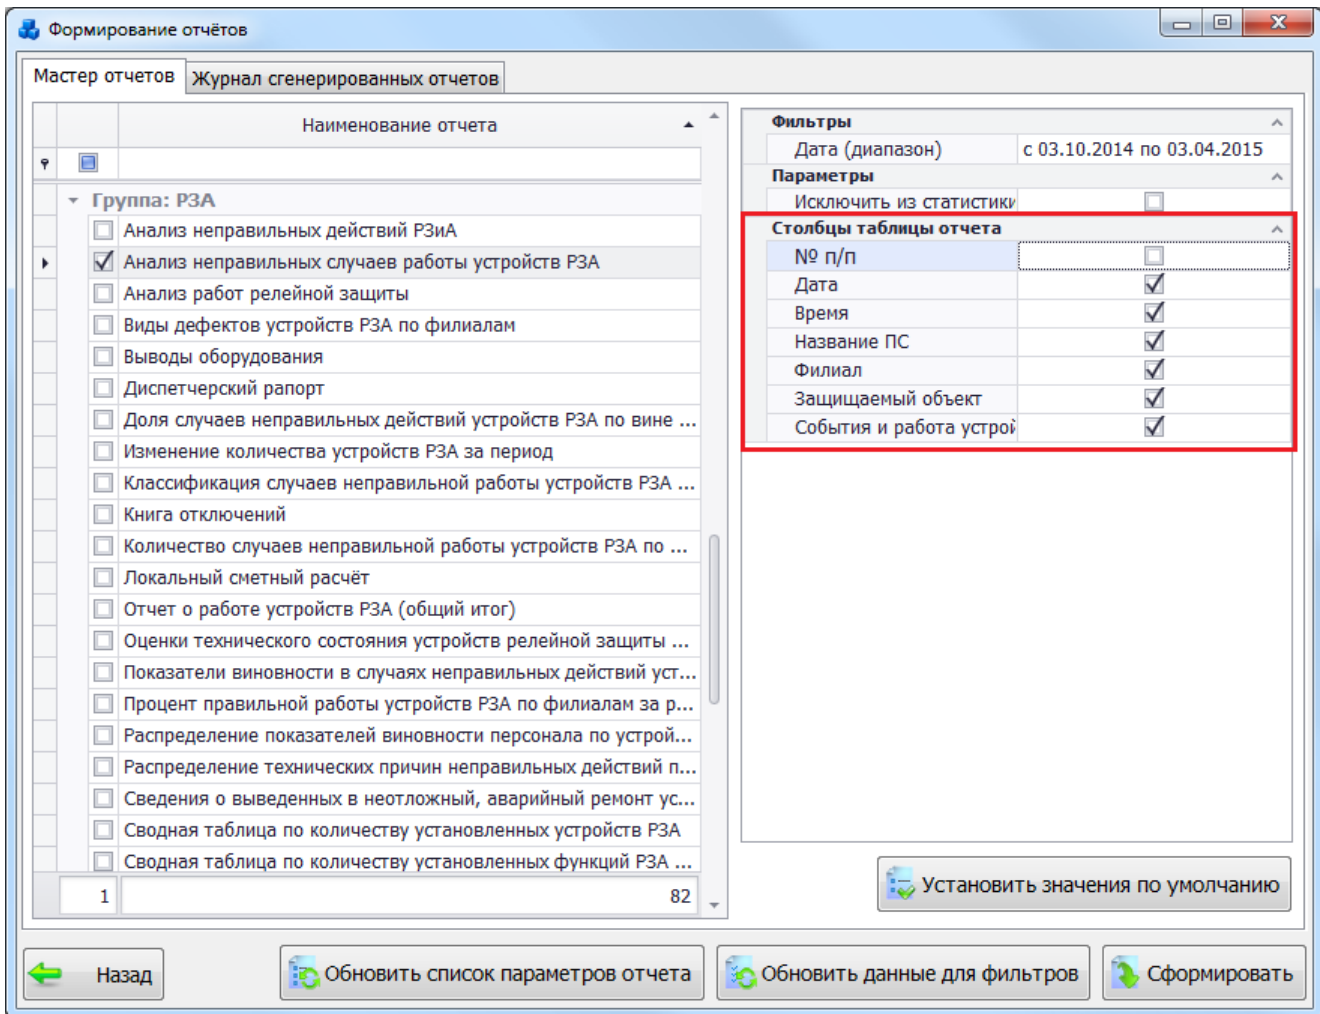 Формирование отчётов
Мастер отчетов
Журнал сгенерированных отчетов
Наименование отчета
Группа: РЗА
Анализ неправильных действий РЗиА
Анализ неправильных случаев работы устройств РЗА
Анализ работ релейной защиты
Виды дефектов устройств РЗА по филиалам
Выводы оборудования
Диспетчерский рапорт
Доля случаев неправильных действий устройств РЗА по вине ...
Изменение количества устройств РЗА за период
Классификация случаев неправильной работы устройств РЗА ...
Книга отключений
Количество случаев неправильной работы устройств РЗА по ...
Локальный сметный расчёт
Отчет о работе устройств РЗА (общий итог)
Оценки технического состояния устройств релейной защиты ...
Показатели виновности в случаях неправильных действий уст...
Процент правильной работы устройств РЗА по филиалам за р...
Распределение показателей виновности персонала по устрой...
Распределение технических причин неправильных действий п...
Сведения о выведенных в неотложный, аварийный ремонт ус...
Сводная таблица по количеству установленных устройств РЗА
Сводная таблица по количеству установленных функций РЗА ...
1 82
Фильтры
Дата (диапазон) с 03.10.2014 по 03.04.2015
Параметры
Исключить из статистики
Столбцы таблицы отчета
№ п/п
Дата
Время
Название ПС
Филиал
Защищаемый объект
События и работа устрой
Установить значения по умолчанию
Назад
Обновить список параметров отчета
Обновить данные для фильтров
Сформировать